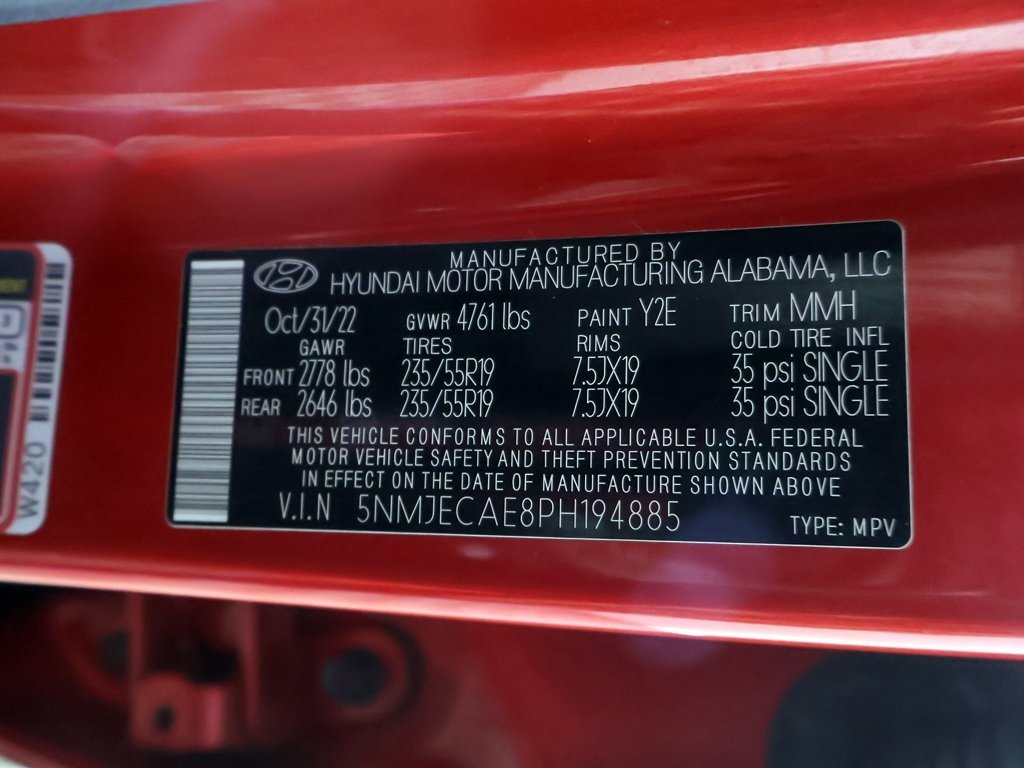 MANUFACTURED BY
HYUNDAI MOTOR MANUFACTURING ALABAMA, LLC
Oct/31/22 GVWR 4761 lbs PAINT Y2E TRIM MMH
GAWR TIRES RIMS COLD TIRE INFL
FRONT 2778 lbs 235/55R19 7.5JX19 35 psi SINGLE
REAR 2646 lbs 235/55R19 7.5JX19 35 psi SINGLE
THIS VEHICLE CONFORMS TO ALL APPLICABLE U.S.A. FEDERAL
MOTOR VEHICLE SAFETY AND THEFT PREVENTION STANDARDS
IN EFFECT ON THE DATE OF MANUFACTURE SHOWN ABOVE
V.I.N 5NMJECAE8PH194885 TYPE: MPV
W420